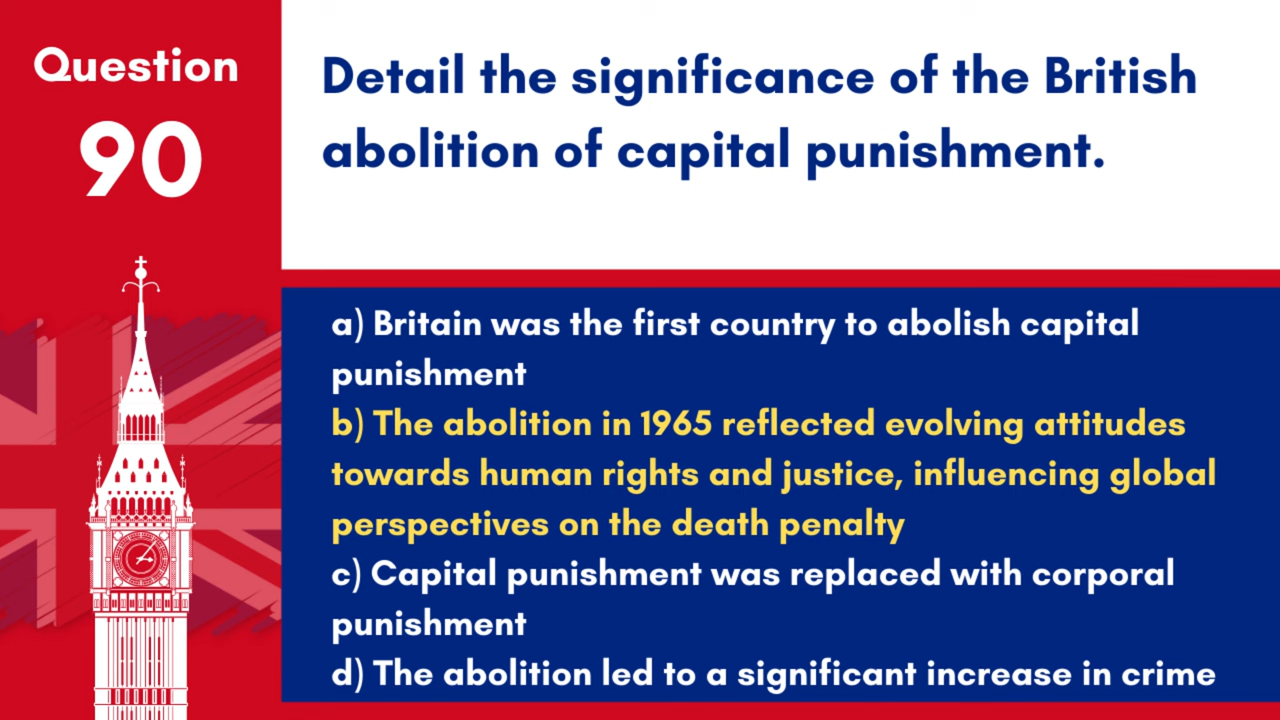 Question
90
Detail the significance of the British
abolition of capital punishment.
a) Britain was the first country to abolish capital
punishment
b) The abolition in 1965 reflected evolving attitudes
towards human rights and justice, influencing global
perspectives on the death penalty
c) Capital punishment was replaced with corporal
punishment
d) The abolition led to a significant increase in crime